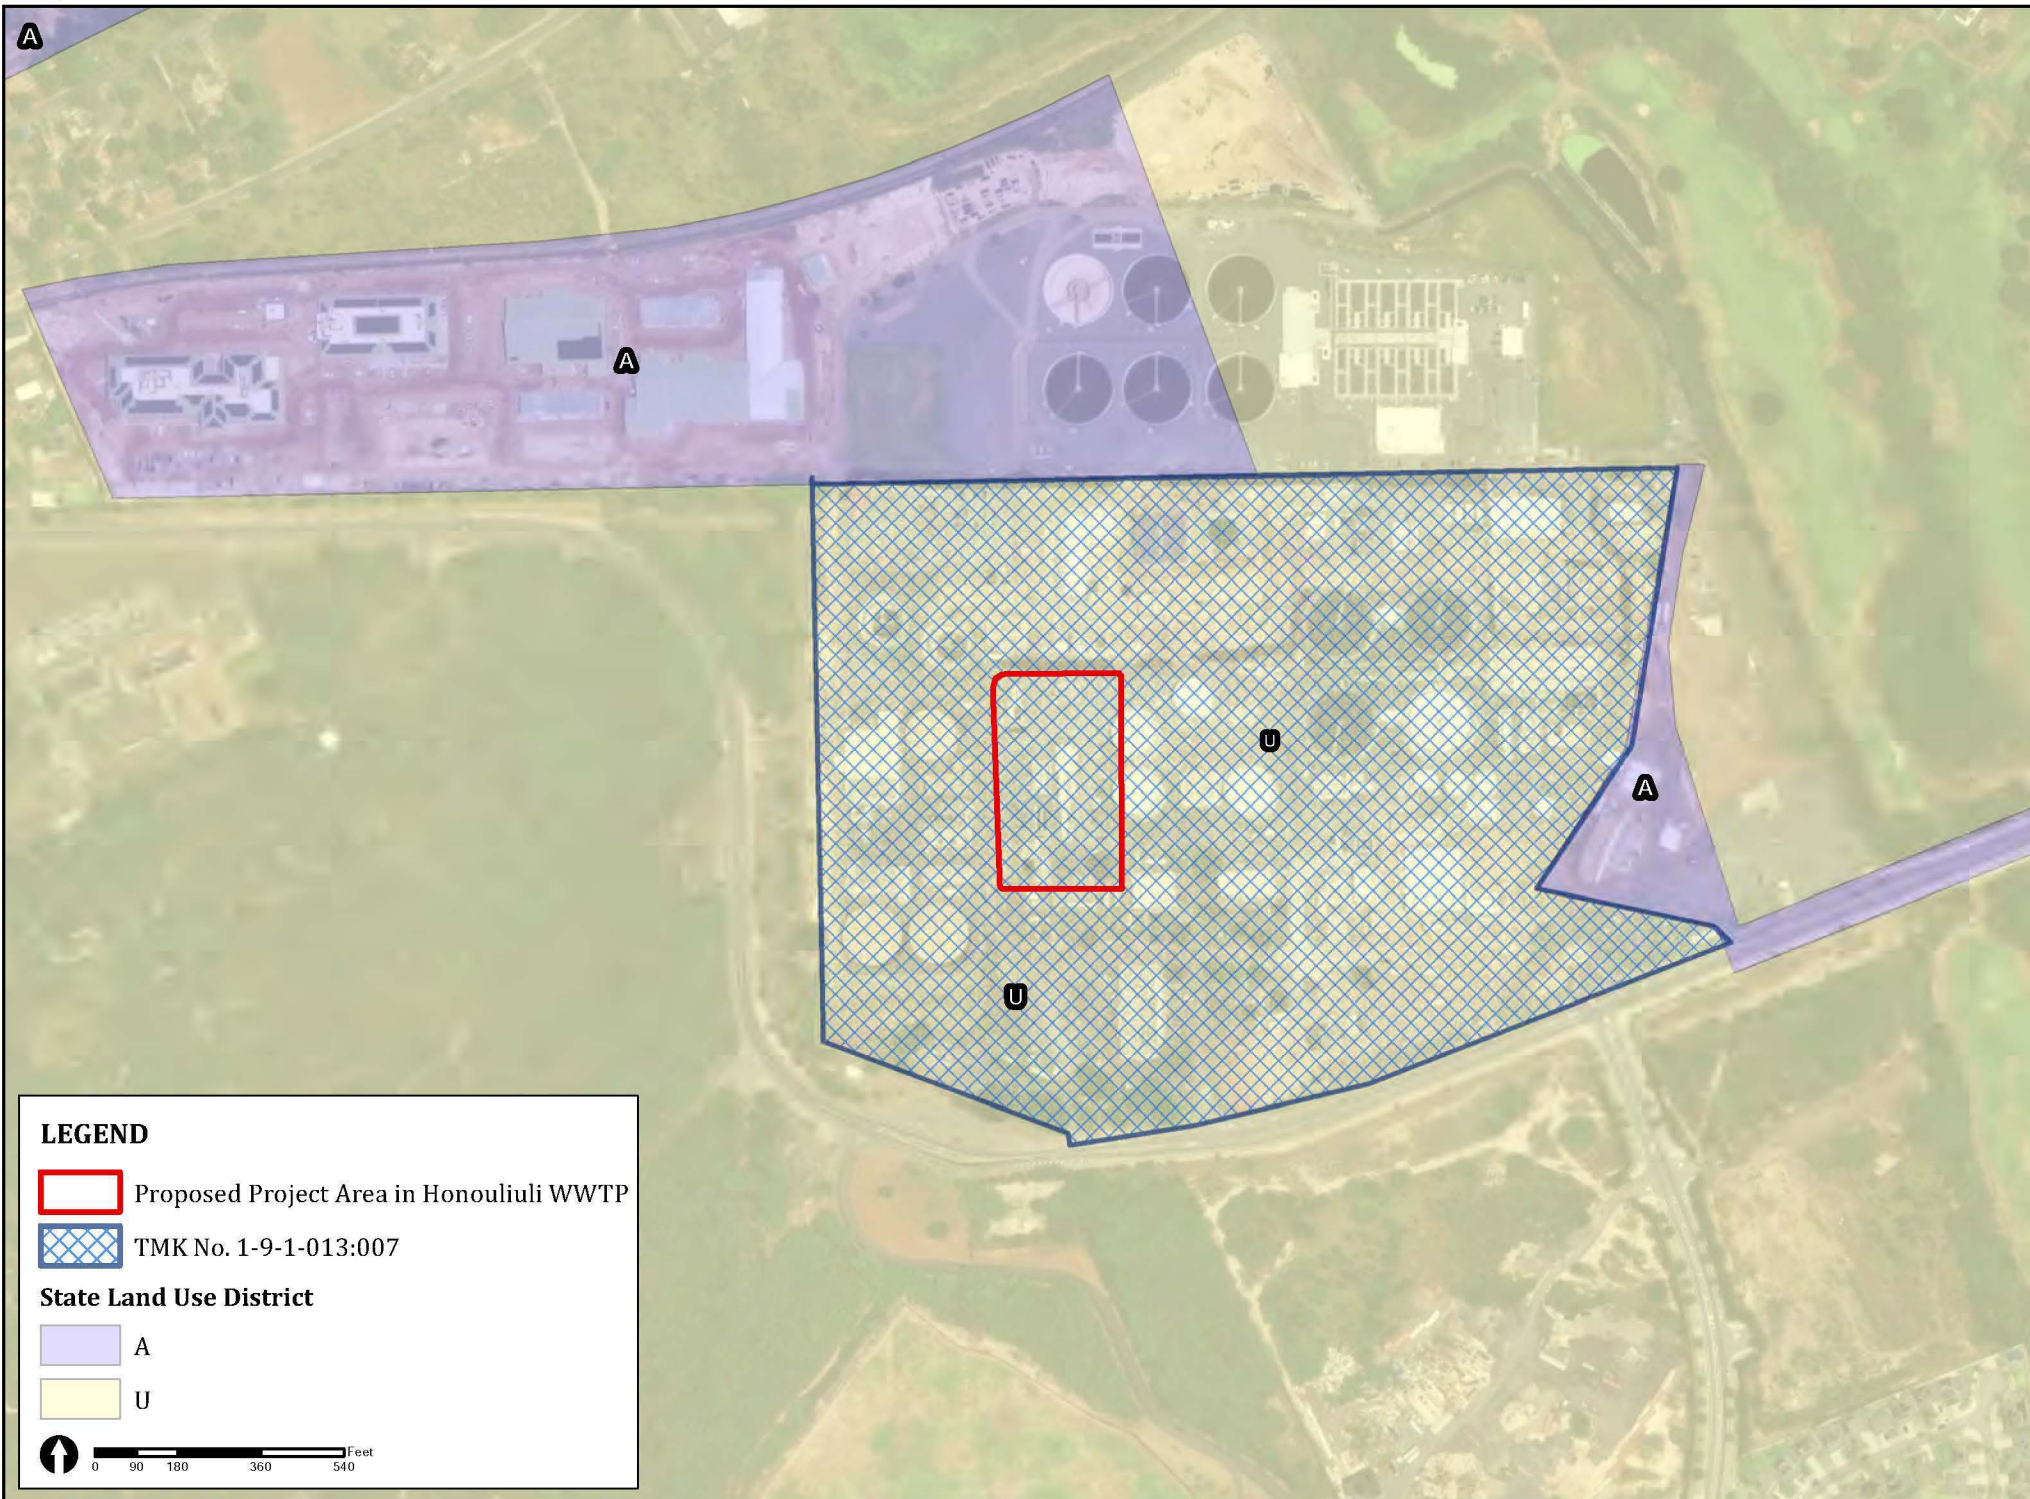 A
A
U
A
U
LEGEND
Proposed Project Area in Honouliuli WWTP
TMK No. 1-9-1-013:007
State Land Use District
A
U
Feet
0 90 180 360 540